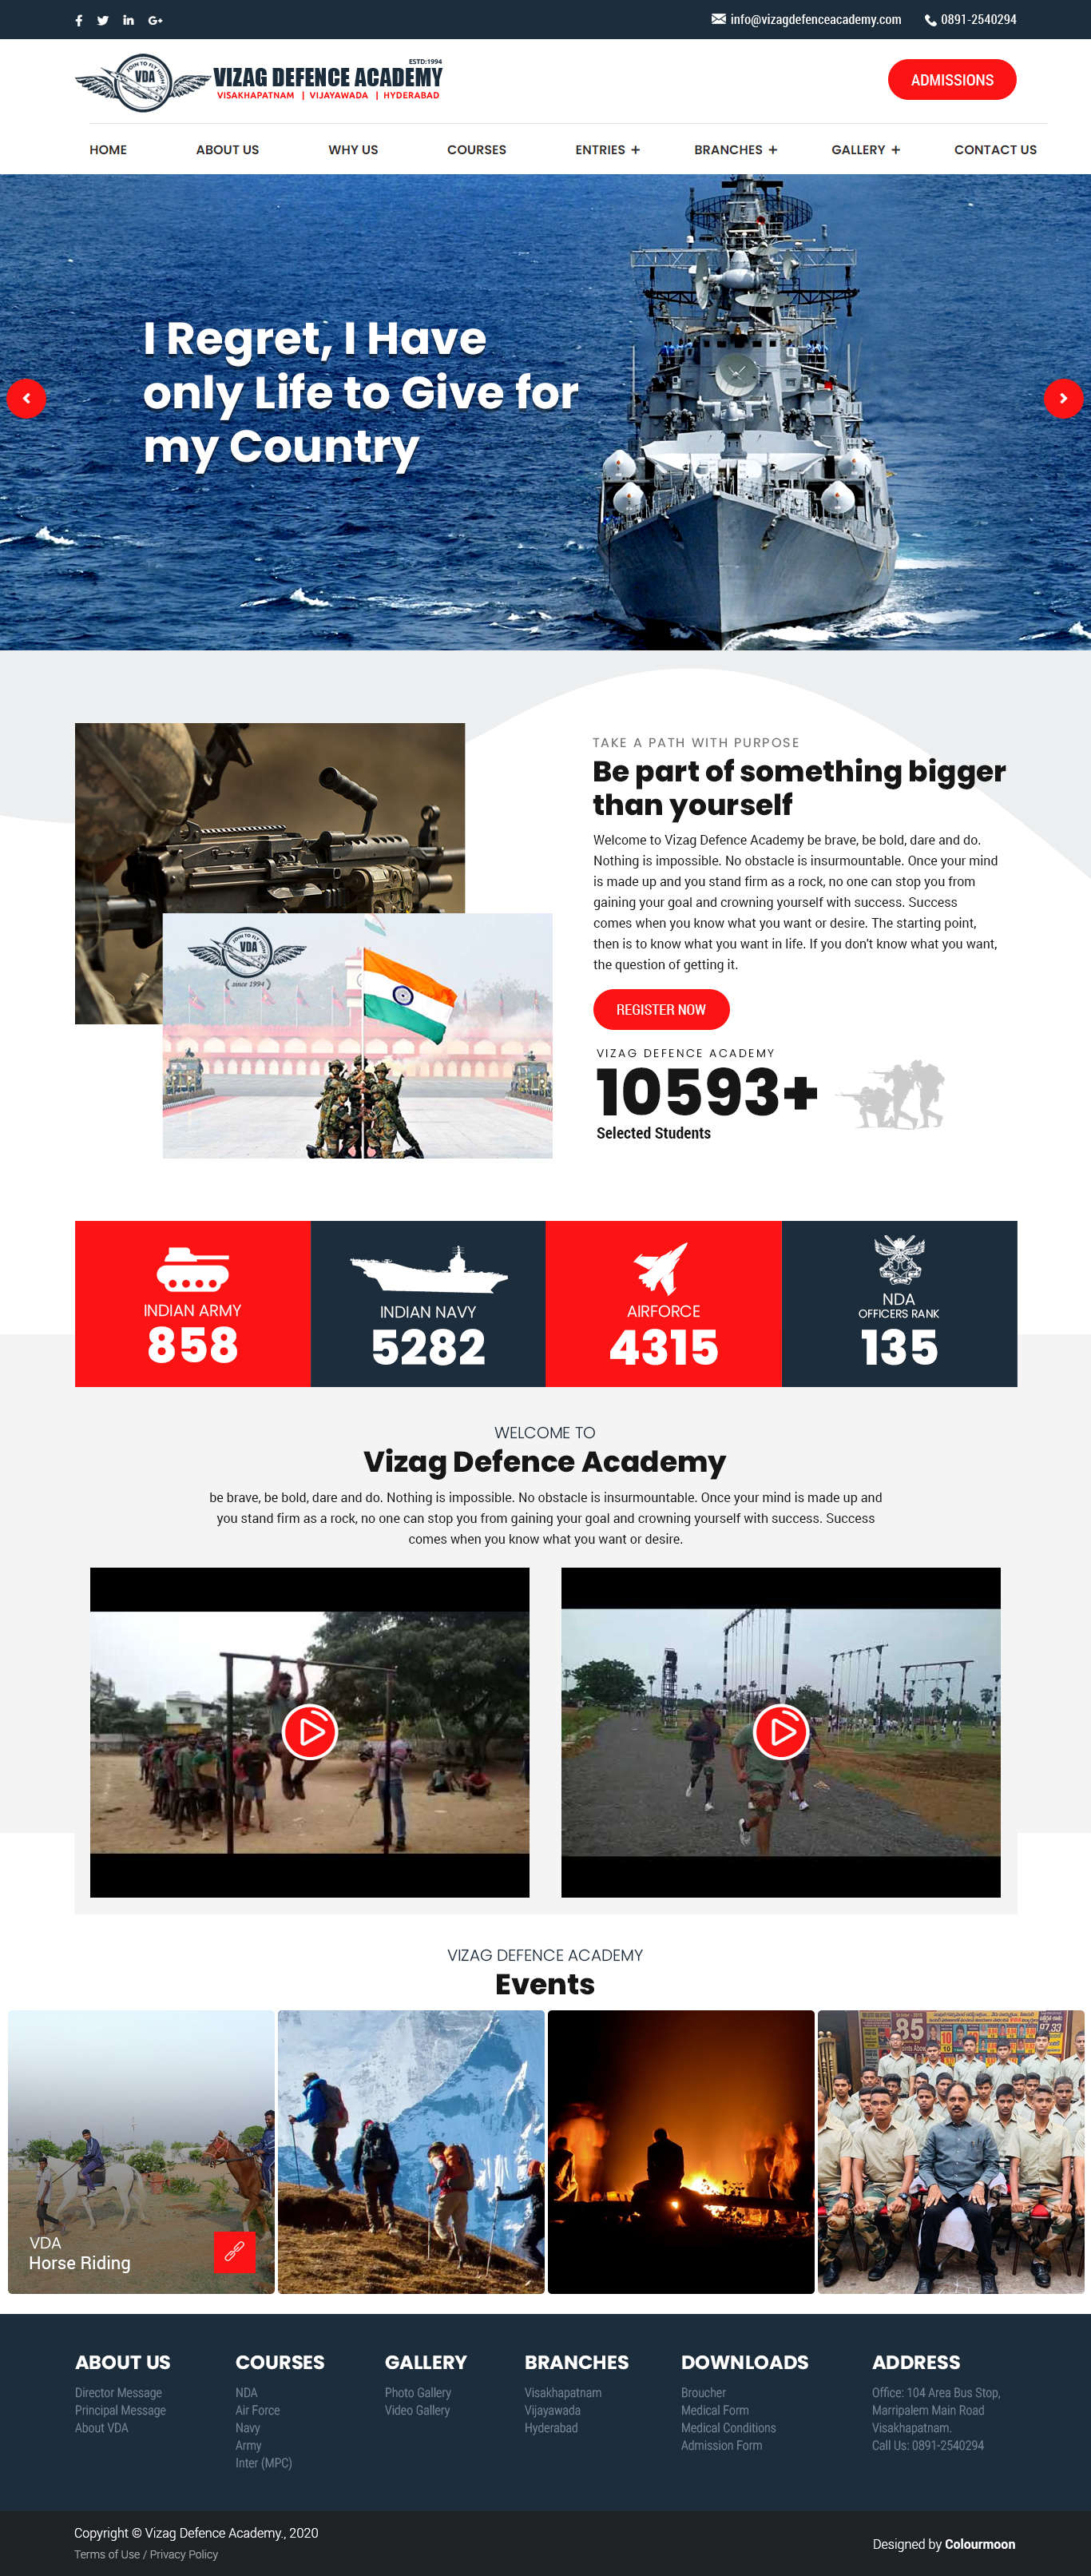 info@vizagdefenceacademy.com
0891-2540294
JOIN TO FLY HIGH
VDA
ESTD:1994
VIZAG DEFENCE ACADEMY
VISAKHAPATNAM | VIJAYAWADA | HYDERABAD
ADMISSIONS
HOME ABOUT US WHY US COURSES ENTRIES + BRANCHES + GALLERY + CONTACT US
I Regret, I Have
only Life to Give for
my Country
TAKE A PATH WITH PURPOSE
Be part of something bigger
than yourself
Welcome to Vizag Defence Academy be brave, be bold, dare and do.
Nothing is impossible. No obstacle is insurmountable. Once your mind
is made up and you stand firm as a rock, no one can stop you from
gaining your goal and crowning yourself with success. Success
comes when you know what you want or desire. The starting point,
then is to know what you want in life. If you don't know what you want,
the question of getting it.
JOIN TO FLY HIGH
VDA
since 1994
REGISTER NOW
VIZAG DEFENCE ACADEMY
10593+
Selected Students
INDIAN ARMY
858
INDIAN NAVY
5282
AIRFORCE
4315
NDA
OFFICERS RANK
135
WELCOME TO
Vizag Defence Academy
be brave, be bold, dare and do. Nothing is impossible. No obstacle is insurmountable. Once your mind is made up and
you stand firm as a rock, no one can stop you from gaining your goal and crowning yourself with success. Success
comes when you know what you want or desire.
VIZAG DEFENCE ACADEMY
Events
VDA
Horse Riding
85
ABOUT US
Director Message
Principal Message
About VDA
COURSES
NDA
Air Force
Navy
Army
Inter (MPC)
GALLERY
Photo Gallery
Video Gallery
BRANCHES
Visakhapatnam
Vijayawada
Hyderabad
DOWNLOADS
Broucher
Medical Form
Medical Conditions
Admission Form
ADDRESS
Office: 104 Area Bus Stop,
Marripalem Main Road
Visakhapatnam.
Call Us: 0891-2540294
Copyright © Vizag Defence Academy., 2020
Terms of Use / Privacy Policy
Designed by Colourmoon